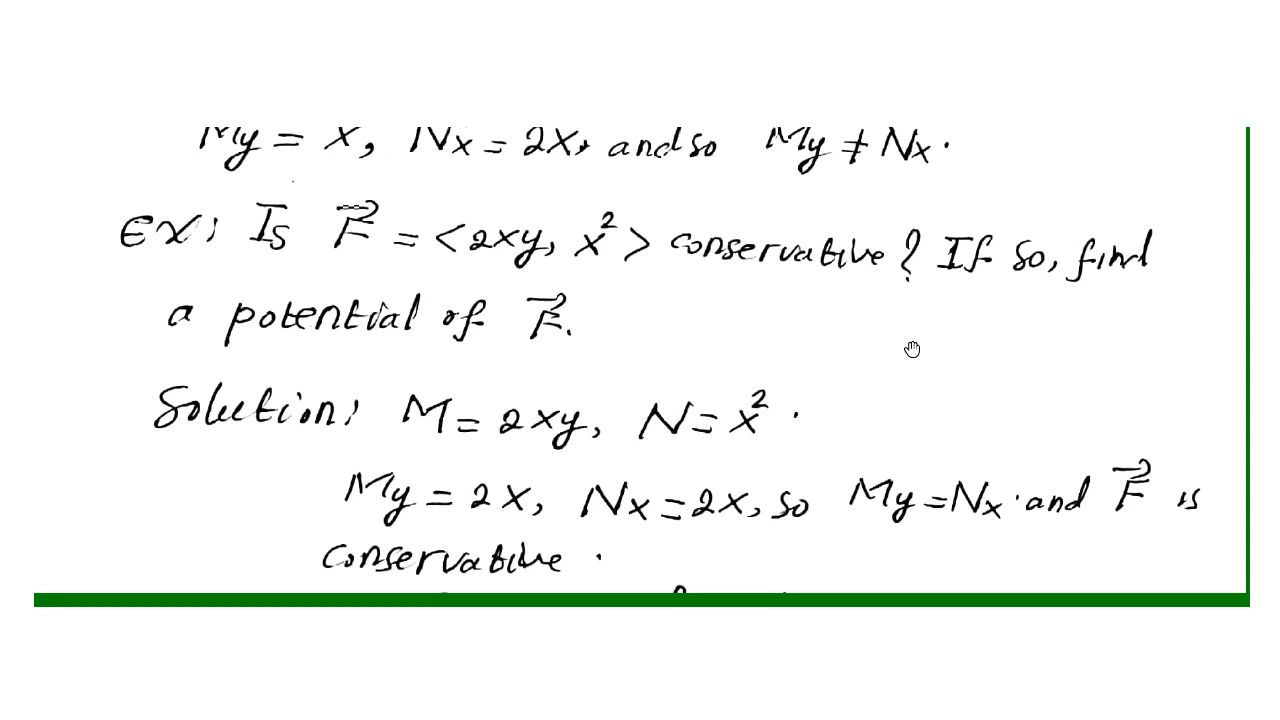 My = x, Nx = 2x, and so My ≠ Nx.
Ex: Is F⃗ = <2xy, x²> conservative? If so, find
a potential of F⃗.
Solution: M = 2xy, N = x².
My = 2x, Nx = 2x, so My = Nx. and F⃗ is
conservative.